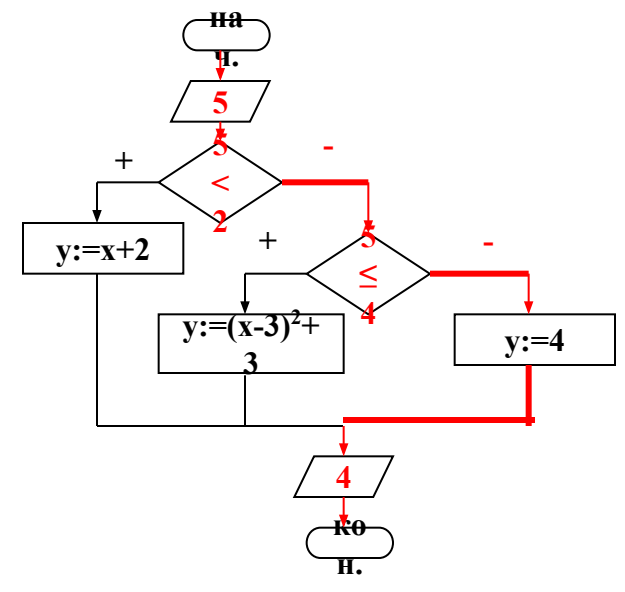 на
ч.
5
5
<
2
+
-
y:=x+2
5
≤
4
+
-
y:=(x-3)²+
3
y:=4
4
ко
н.